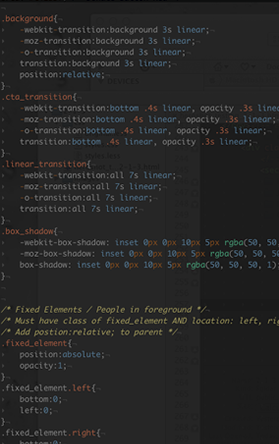 .background{
-webkit-transition:background 3s linear;
-moz-transition:background 3s linear;
-o-transition:background 3s linear;
transition:background 3s linear;
position:relative;
}
.cta_transition{
-webkit-transition:bottom .4s linear, opacity .3s linea
-moz-transition:bottom .4s linear, opacity .3s linear;
-o-transition:bottom .4s linear, opacity .3s linear;
transition:bottom .4s linear, opacity .3s linear;
}
.linear_transition{
-webkit-transition:all 7s linear;
-moz-transition:all 7s linear;
-o-transition:all 7s linear;
transition:all 7s linear;
}
.box_shadow{
-webkit-box-shadow: inset 0px 0px 10px 5px rgba(50, 50,
-moz-box-shadow: inset 0px 0px 10px 5px rgba(50, 50, 50
box-shadow: inset 0px 0px 10px 5px rgba(50, 50, 50, 1)
}
/* Fixed Elements / People in foreground */
/* Must have class of fixed_element AND location: left, rig
/* Add postion:relative; to parent */
.fixed_element{
position:absolute;
opacity:1;
}
.fixed_element.left{
bottom:0;
left:0;
}
.fixed_element.right{
bottom:0;